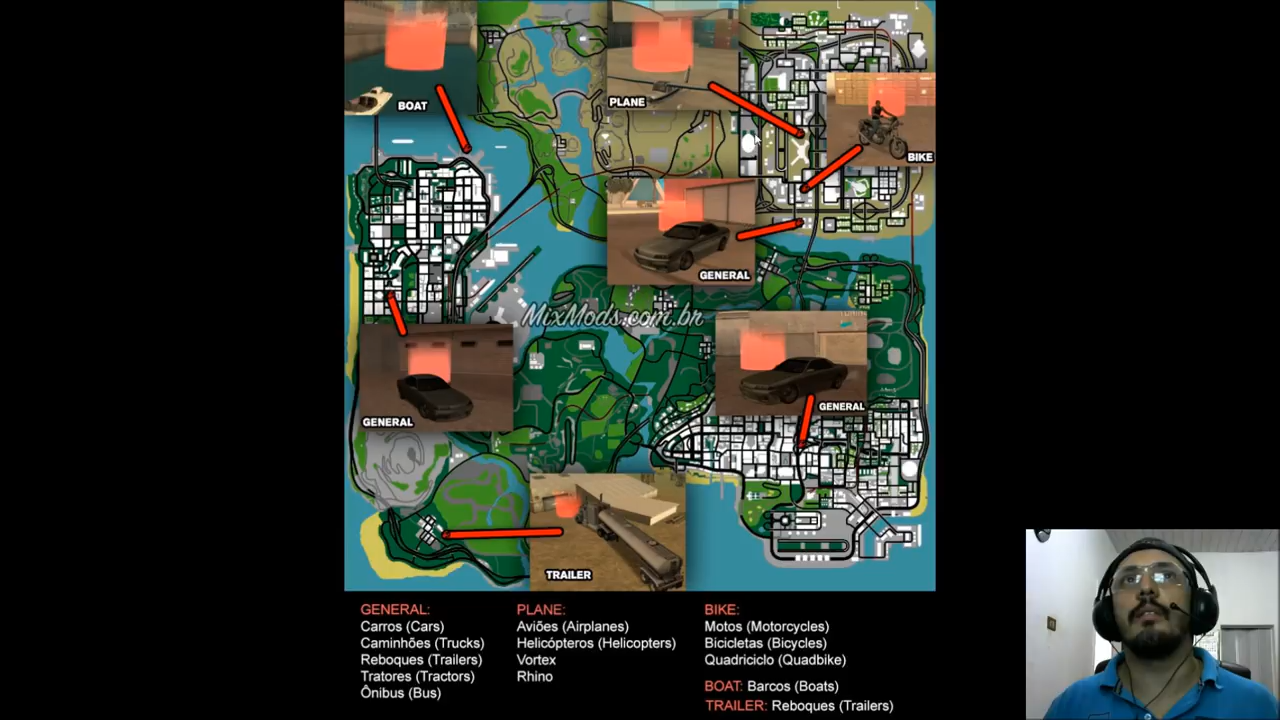 BOAT
PLANE
BIKE
GENERAL
MixMods.com.br
GENERAL
GENERAL
TRAILER
GENERAL:
Carros (Cars)
Caminhões (Trucks)
Reboques (Trailers)
Tratores (Tractors)
Ônibus (Bus)
PLANE:
Aviões (Airplanes)
Helicópteros (Helicopters)
Vortex
Rhino
BIKE:
Motos (Motorcycles)
Bicicletas (Bicycles)
Quadriciclo (Quadbike)
BOAT: Barcos (Boats)
TRAILER: Reboques (Trailers)